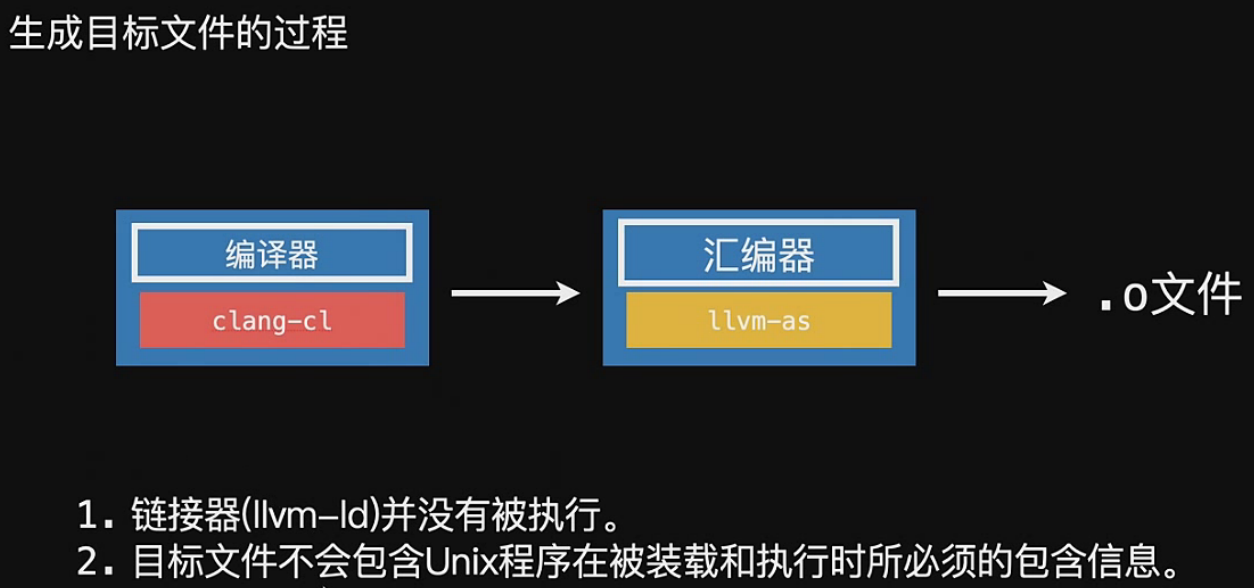 生成目标文件的过程
编译器
clang-cl
汇编器
llvm-as
.o文件
1. 链接器(llvm-ld)并没有被执行。
2. 目标文件不会包含Unix程序在被装载和执行时所必须的包含信息。